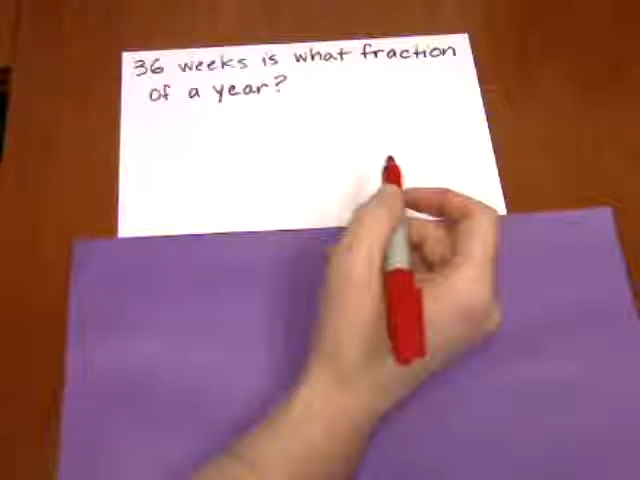 36 weeks is what fraction
of a year?